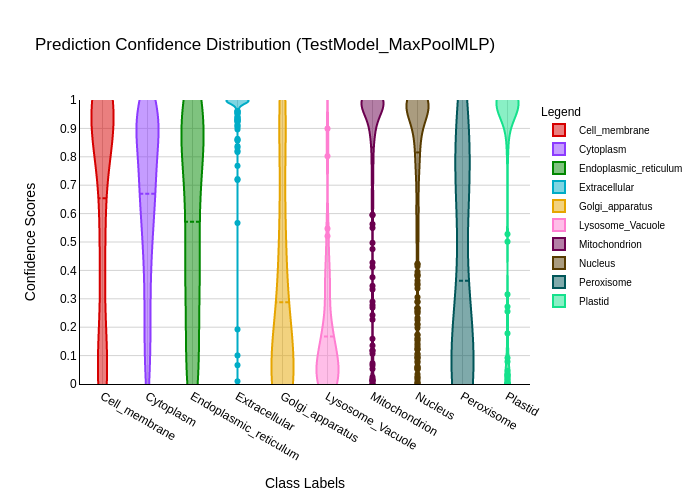 Prediction Confidence Distribution (TestModel_MaxPoolMLP)
Legend
Cell_membrane
Cytoplasm
Endoplasmic_reticulum
Extracellular
Golgi_apparatus
Lysosome_Vacuole
Mitochondrion
Nucleus
Peroxisome
Plastid
Confidence Scores
1
0.9
0.8
0.7
0.6
0.5
0.4
0.3
0.2
0.1
0
Cell_membrane
Cytoplasm
Endoplasmic_reticulum
Extracellular
Golgi_apparatus
Lysosome_Vacuole
Mitochondrion
Nucleus
Peroxisome
Plastid
Class Labels